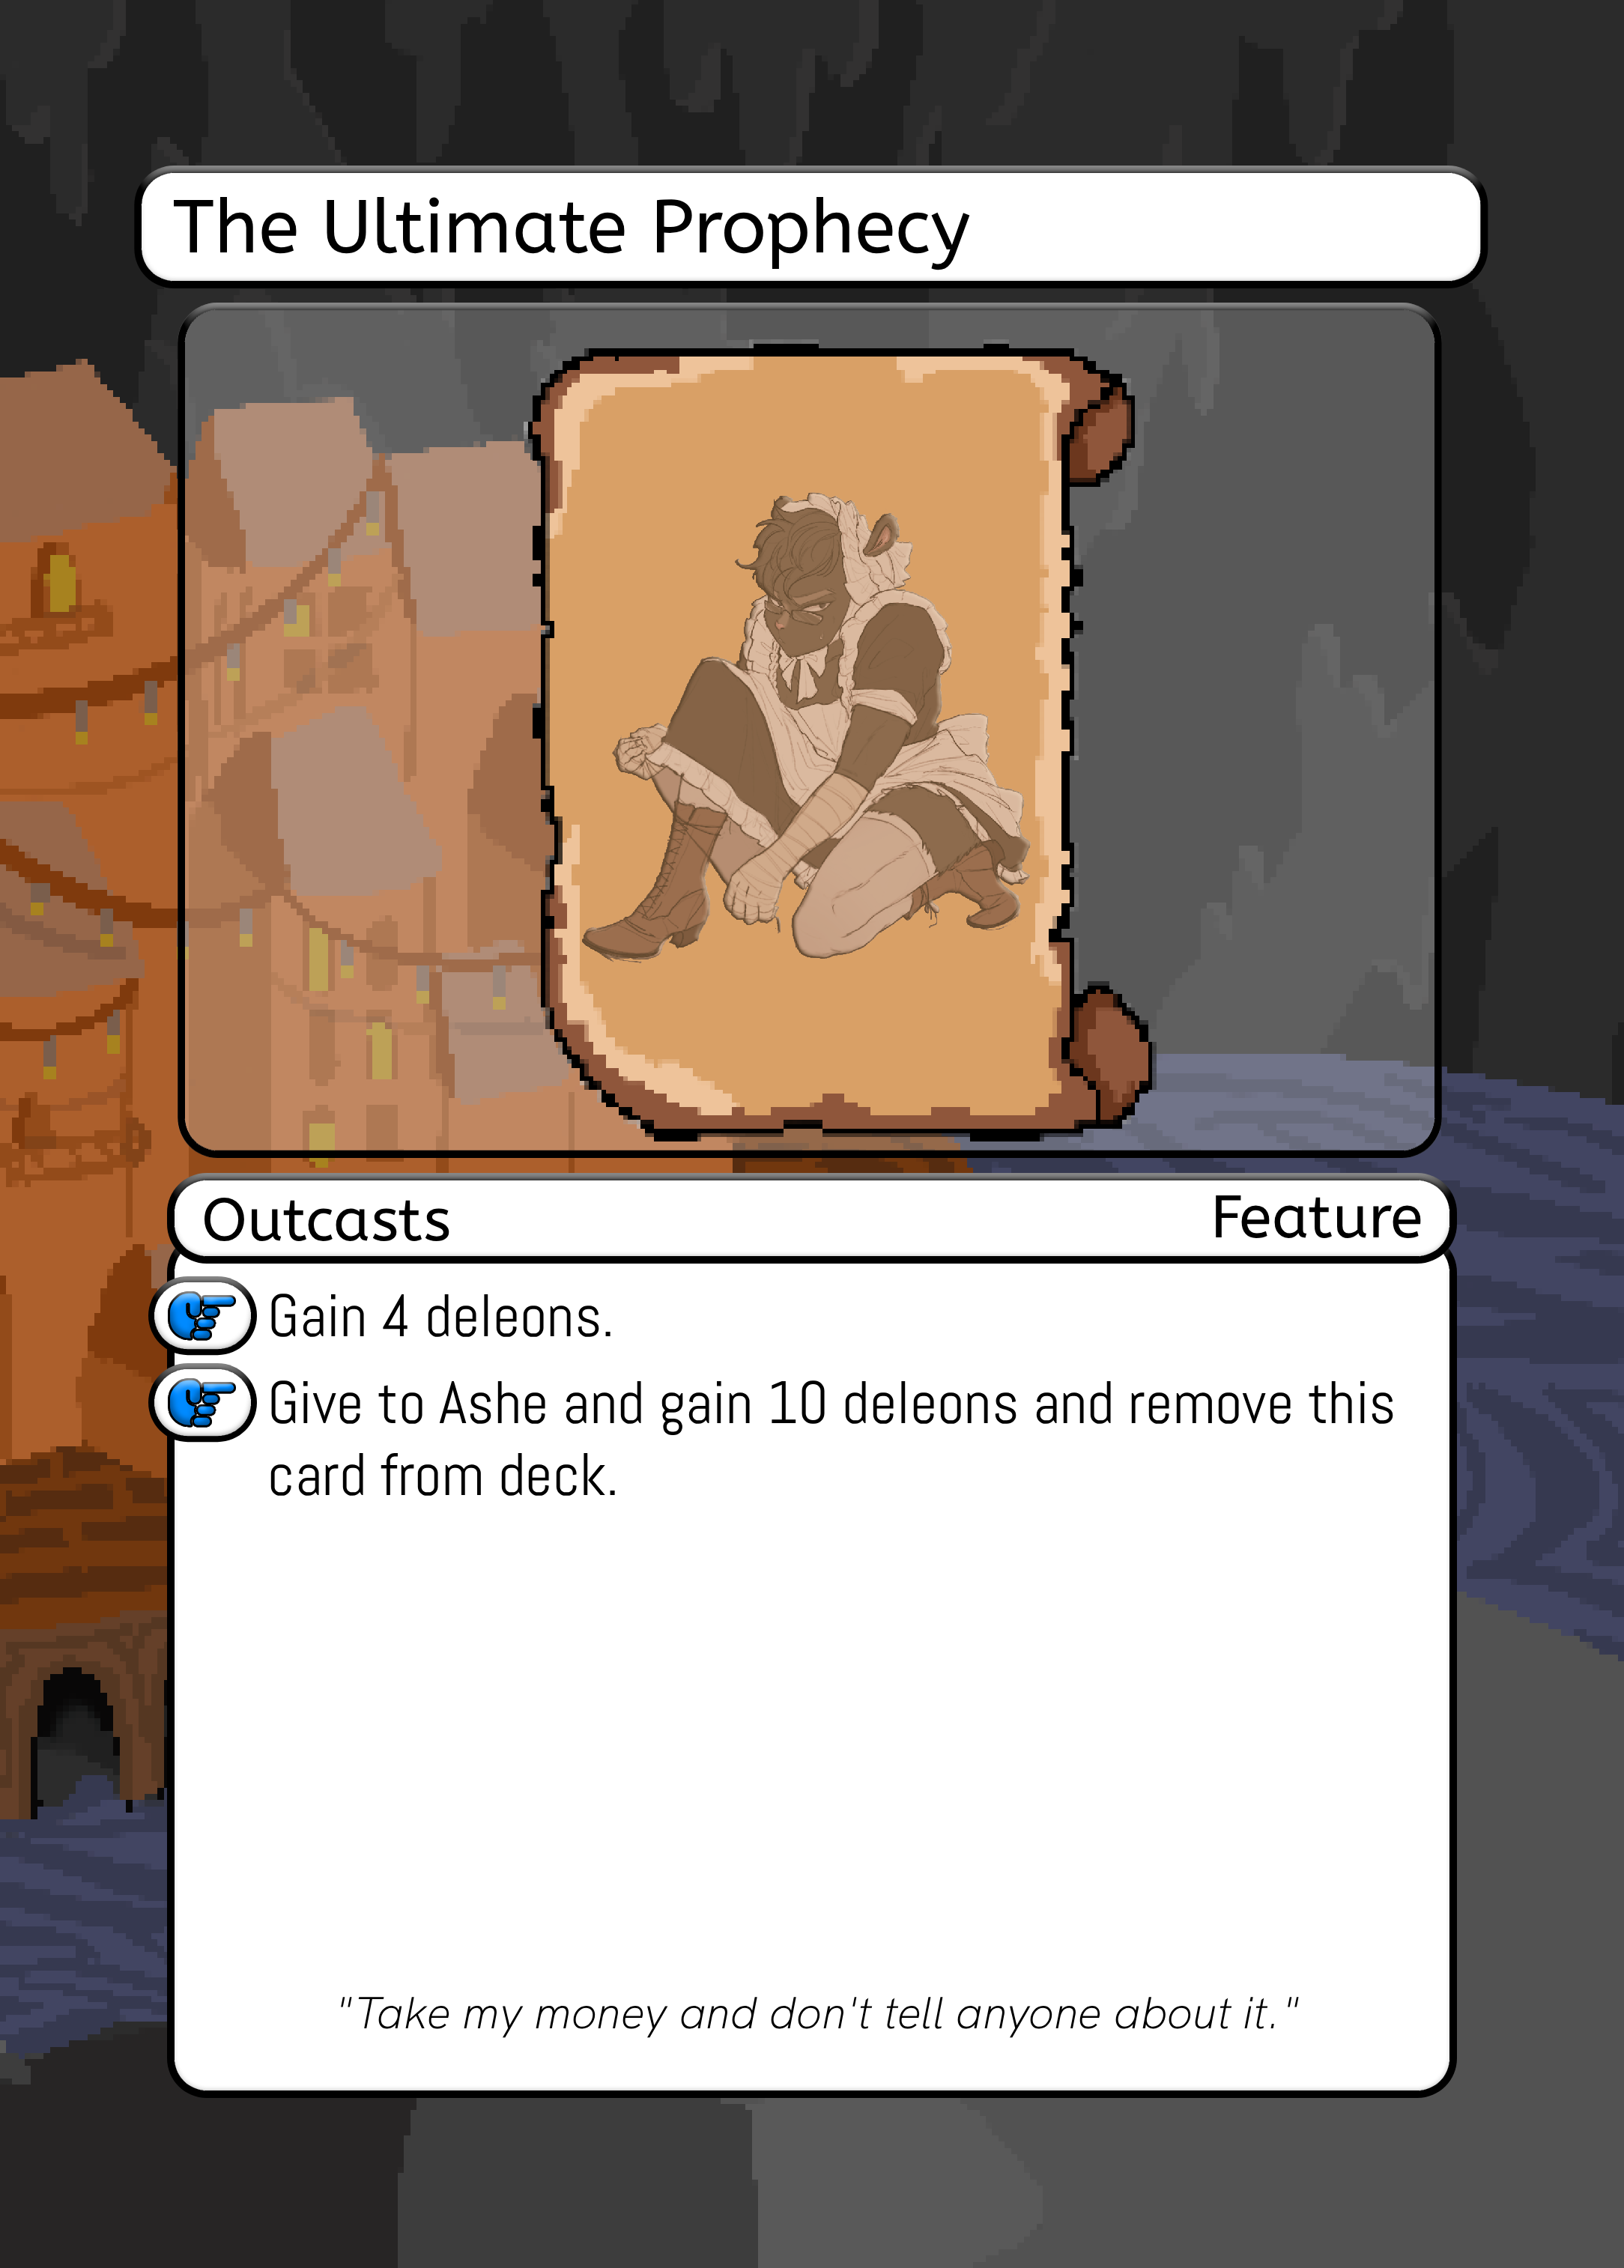 The Ultimate Prophecy
Outcasts Feature
Gain 4 deleons.
Give to Ashe and gain 10 deleons and remove this
card from deck.
"Take my money and don't tell anyone about it."